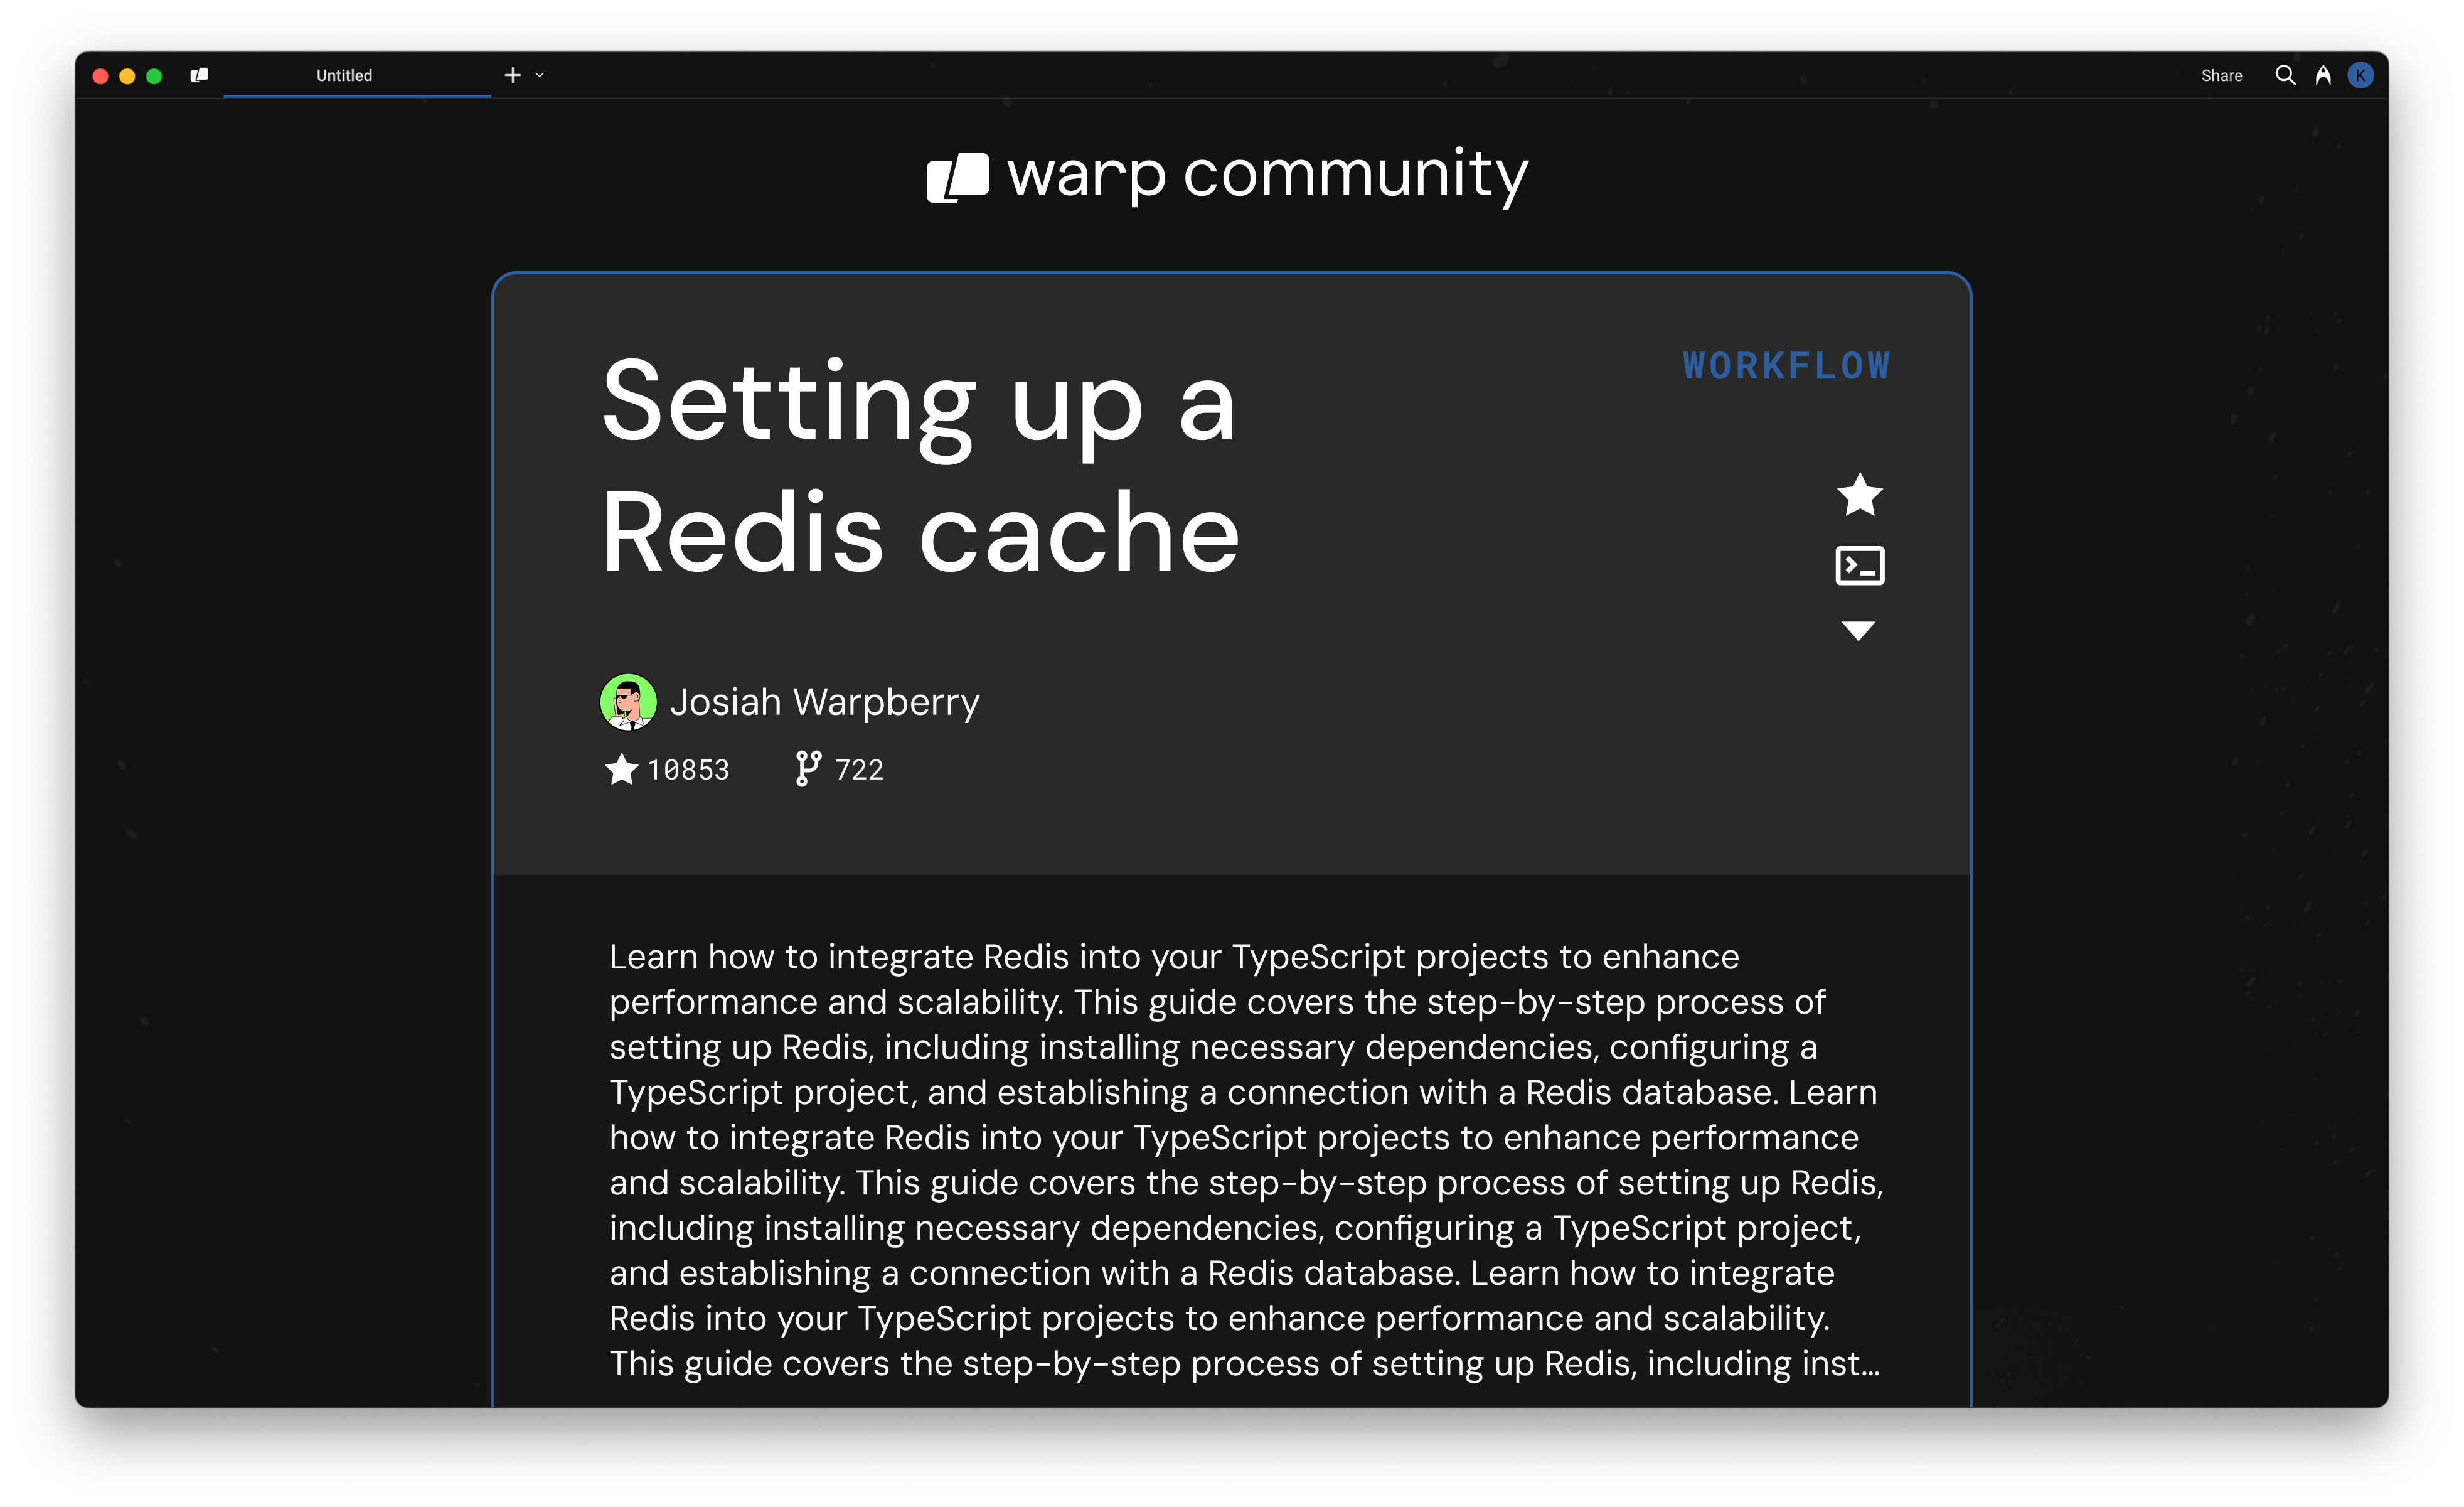 Untitled
Share
K
warp community
WORKFLOW
Setting up a
Redis cache
Josiah Warpberry
10853 722
Learn how to integrate Redis into your TypeScript projects to enhance
performance and scalability. This guide covers the step-by-step process of
setting up Redis, including installing necessary dependencies, configuring a
TypeScript project, and establishing a connection with a Redis database. Learn
how to integrate Redis into your TypeScript projects to enhance performance
and scalability. This guide covers the step-by-step process of setting up Redis,
including installing necessary dependencies, configuring a TypeScript project,
and establishing a connection with a Redis database. Learn how to integrate
Redis into your TypeScript projects to enhance performance and scalability.
This guide covers the step-by-step process of setting up Redis, including inst...